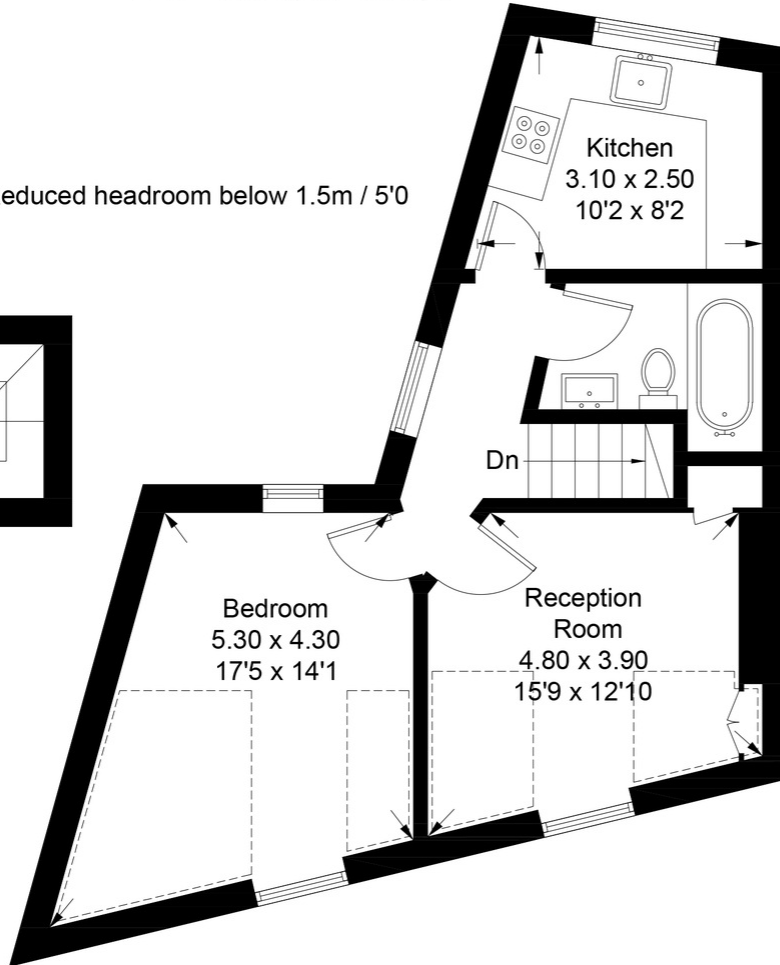 Kitchen
3.10 x 2.50
10'2 x 8'2
educed headroom below 1.5m / 5'0
Dn
Bedroom
5.30 x 4.30
17'5 x 14'1
Reception
Room
4.80 x 3.90
15'9 x 12'10